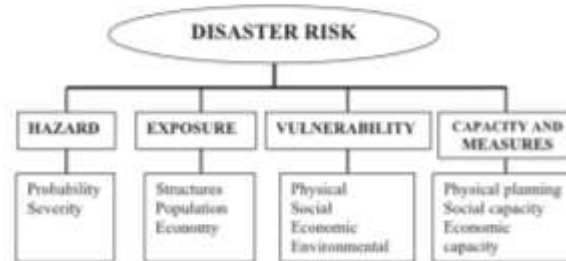 DISASTER RISK
HAZARD
EXPOSURE
VULNERABILITY
CAPACITY AND
MEASURES
Probability
Severity
Structures
Population
Economy
Physical
Social
Economic
Environmental
Physical planning
Social capacity
Economic
capacity